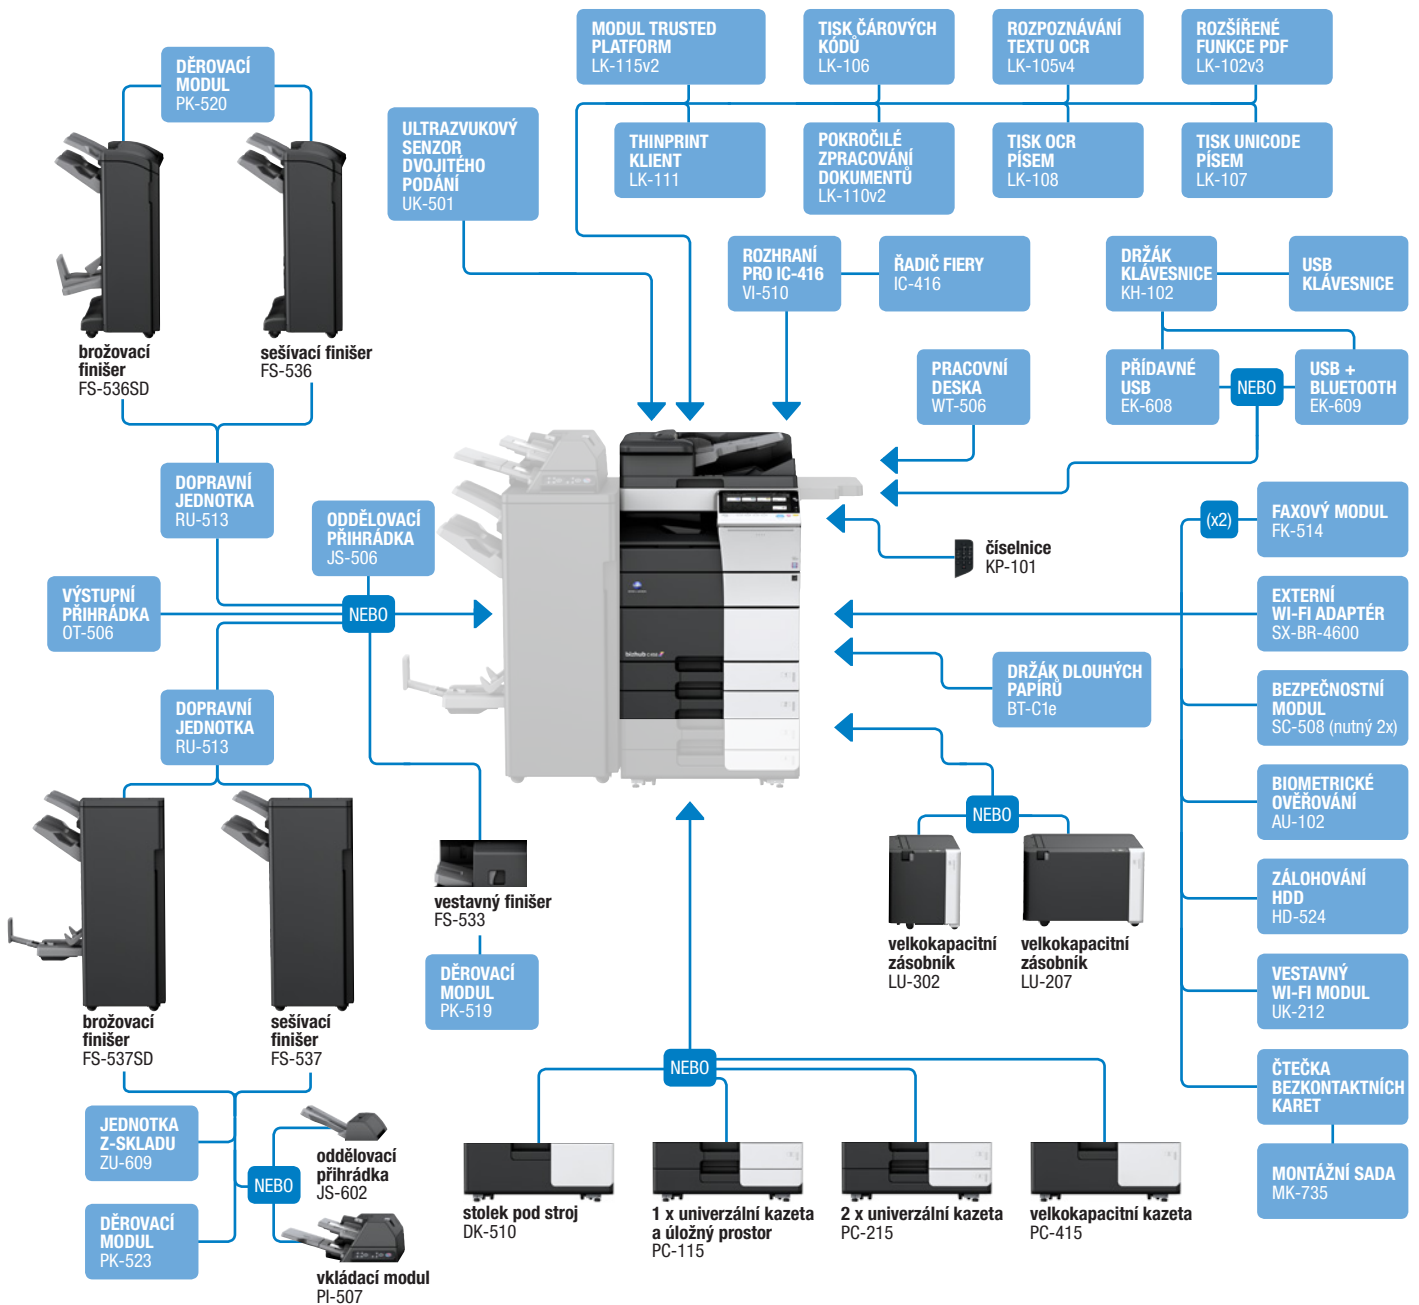 MODUL TRUSTED
PLATFORM
LK-115v2
TISK ČÁROVÝCH
KÓDŮ
LK-106
ROZPOZNÁVÁNÍ
TEXTU OCR
LK-105v4
ROZŠÍŘENÉ
FUNKCE PDF
LK-102v3
DĚROVACÍ
MODUL
PK-520
ULTRAZVUKOVÝ
SENZOR
DVOJITÉHO
PODÁNÍ
UK-501
THINPRINT
KLIENT
LK-111
POKROČILÉ
ZPRACOVÁNÍ
DOKUMENTŮ
LK-110v2
TISK OCR
PÍSEM
LK-108
TISK UNICODE
PÍSEM
LK-107
ROZHRANÍ
PRO IC-416
VI-510
ŘADIČ FIERY
IC-416
DRŽÁK
KLÁVESNICE
KH-102
USB
KLÁVESNICE
brožovací
finišer
FS-536SD
sešívací finišer
FS-536
PRACOVNÍ
DESKA
WT-506
PŘÍDAVNÉ
USB
EK-608
NEBO
USB +
BLUETOOTH
EK-609
DOPRAVNÍ
JEDNOTKA
RU-513
ODDĚLOVACÍ
PŘIHRÁDKA
JS-506
číselnice
KP-101
(x2)
FAXOVÝ MODUL
FK-514
VÝSTUPNÍ
PŘIHRÁDKA
OT-506
NEBO
EXTERNÍ
WI-FI ADAPTÉR
SX-BR-4600
bizhub
DRŽÁK DLOUHÝCH
PAPÍRŮ
BT-C1e
BEZPEČNOSTNÍ
MODUL
SC-508 (nutný 2x)
DOPRAVNÍ
JEDNOTKA
RU-513
NEBO
BIOMETRICKÉ
OVĚŘOVÁNÍ
AU-102
vestavný finišer
FS-533
velkokapacitní
zásobník
LU-302
velkokapacitní
zásobník
LU-207
ZÁLOHOVÁNÍ
HDD
HD-524
DĚROVACÍ
MODUL
PK-519
VESTAVNÝ
WI-FI MODUL
UK-212
brožovací
finišer
FS-537SD
sešívací
finišer
FS-537
NEBO
ČTEČKA
BEZKONTAKTNÍCH
KARET
JEDNOTKA
Z-SKLADU
ZU-609
oddělovací
přihrádka
JS-602
NEBO
MONTÁŽNÍ SADA
MK-735
DĚROVACÍ
MODUL
PK-523
vkládací modul
PI-507
stolek pod stroj
DK-510
1 x univerzální kazeta
a úložný prostor
PC-115
2 x univerzální kazeta
PC-215
velkokapacitní kazeta
PC-415